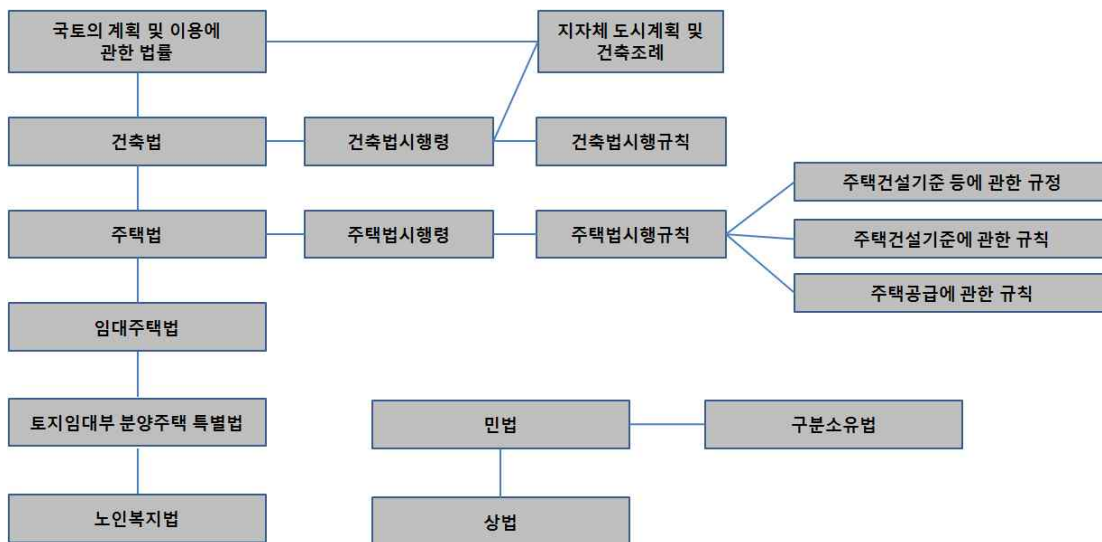 국토의 계획 및 이용에
관한 법률
지자체 도시계획 및
건축조례
건축법
건축법시행령
건축법시행규칙
주택건설기준 등에 관한 규정
주택법
주택법시행령
주택법시행규칙
주택건설기준에 관한 규칙
주택공급에 관한 규칙
임대주택법
토지임대부 분양주택 특별법
민법
구분소유법
노인복지법
상법